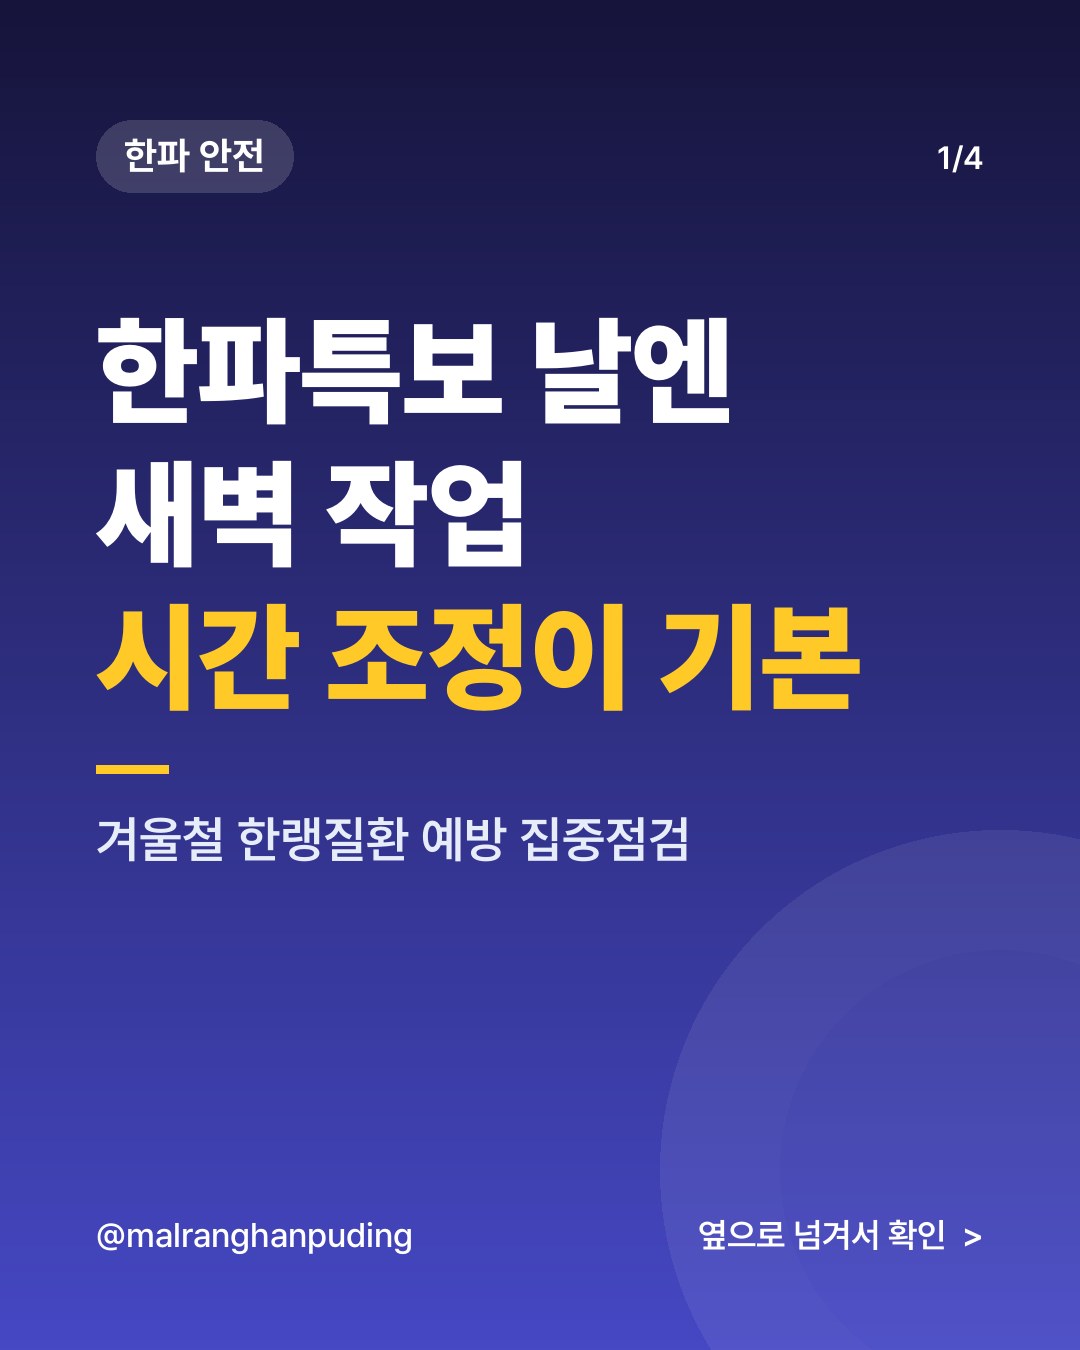 한파 안전
1/4
한파특보 날엔
새벽 작업
시간 조정이 기본
겨울철 한랭질환 예방 집중점검
@malranghanpuding
옆으로 넘겨서 확인 >